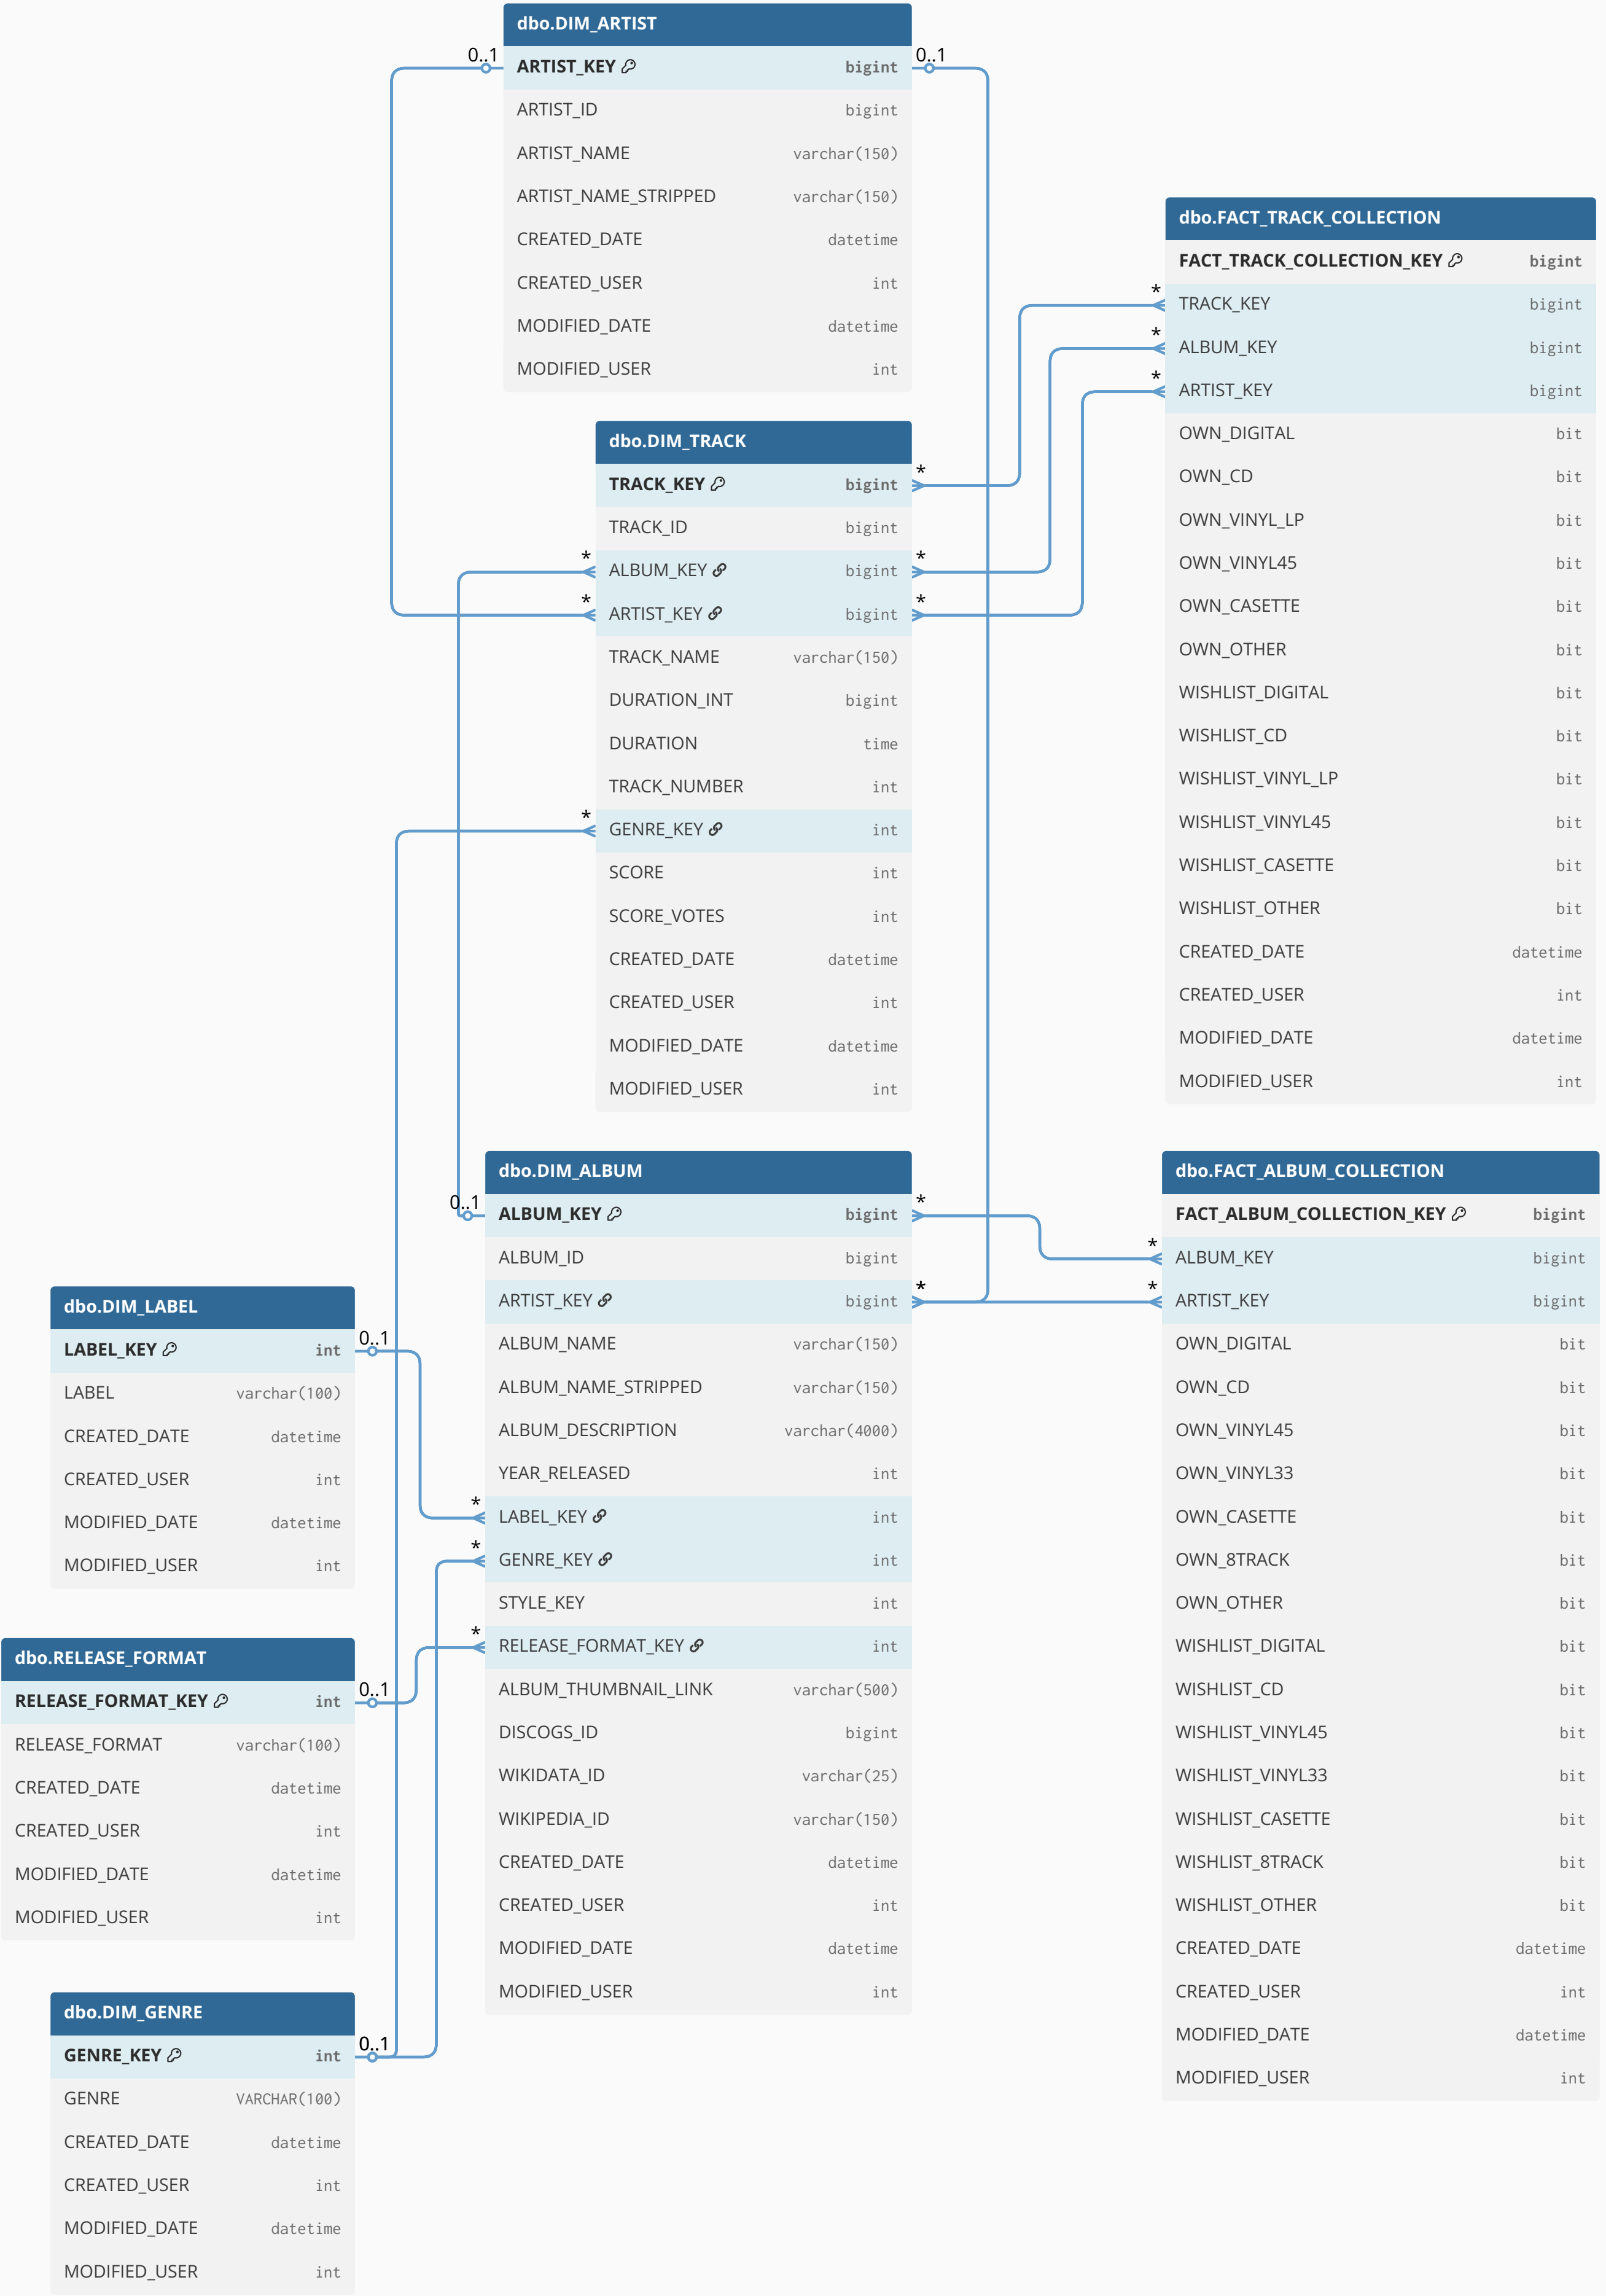 dbo.DIM_ARTIST
0..1
ARTIST_KEY bigint
0..1
ARTIST_ID bigint
ARTIST_NAME varchar(150)
ARTIST_NAME_STRIPPED varchar(150)
CREATED_DATE datetime
CREATED_USER int
MODIFIED_DATE datetime
MODIFIED_USER int
dbo.FACT_TRACK_COLLECTION
FACT_TRACK_COLLECTION_KEY bigint
* TRACK_KEY bigint
* ALBUM_KEY bigint
* ARTIST_KEY bigint
OWN_DIGITAL bit
OWN_CD bit
OWN_VINYL_LP bit
OWN_VINYL45 bit
OWN_CASETTE bit
OWN_OTHER bit
WISHLIST_DIGITAL bit
WISHLIST_CD bit
WISHLIST_VINYL_LP bit
WISHLIST_VINYL45 bit
WISHLIST_CASETTE bit
WISHLIST_OTHER bit
CREATED_DATE datetime
CREATED_USER int
MODIFIED_DATE datetime
MODIFIED_USER int
dbo.DIM_TRACK
TRACK_KEY bigint *
TRACK_ID bigint
* ALBUM_KEY bigint *
* ARTIST_KEY bigint *
TRACK_NAME varchar(150)
DURATION_INT bigint
DURATION time
TRACK_NUMBER int
* GENRE_KEY int
SCORE int
SCORE_VOTES int
CREATED_DATE datetime
CREATED_USER int
MODIFIED_DATE datetime
MODIFIED_USER int
dbo.DIM_ALBUM
0..1
ALBUM_KEY bigint *
ALBUM_ID bigint
ARTIST_KEY bigint *
ALBUM_NAME varchar(150)
ALBUM_NAME_STRIPPED varchar(150)
ALBUM_DESCRIPTION varchar(4000)
YEAR_RELEASED int
* LABEL_KEY int
* GENRE_KEY int
STYLE_KEY int
* RELEASE_FORMAT_KEY int
ALBUM_THUMBNAIL_LINK varchar(500)
DISCOGS_ID bigint
WIKIDATA_ID varchar(25)
WIKIPEDIA_ID varchar(150)
CREATED_DATE datetime
CREATED_USER int
MODIFIED_DATE datetime
MODIFIED_USER int
dbo.FACT_ALBUM_COLLECTION
FACT_ALBUM_COLLECTION_KEY bigint
* ALBUM_KEY bigint
* ARTIST_KEY bigint
OWN_DIGITAL bit
OWN_CD bit
OWN_VINYL45 bit
OWN_VINYL33 bit
OWN_CASETTE bit
OWN_8TRACK bit
OWN_OTHER bit
WISHLIST_DIGITAL bit
WISHLIST_CD bit
WISHLIST_VINYL45 bit
WISHLIST_VINYL33 bit
WISHLIST_CASETTE bit
WISHLIST_8TRACK bit
WISHLIST_OTHER bit
CREATED_DATE datetime
CREATED_USER int
MODIFIED_DATE datetime
MODIFIED_USER int
dbo.DIM_LABEL
LABEL_KEY int 0..1
LABEL varchar(100)
CREATED_DATE datetime
CREATED_USER int
MODIFIED_DATE datetime
MODIFIED_USER int
dbo.RELEASE_FORMAT
RELEASE_FORMAT_KEY int 0..1
RELEASE_FORMAT varchar(100)
CREATED_DATE datetime
CREATED_USER int
MODIFIED_DATE datetime
MODIFIED_USER int
dbo.DIM_GENRE
GENRE_KEY int 0..1
GENRE VARCHAR(100)
CREATED_DATE datetime
CREATED_USER int
MODIFIED_DATE datetime
MODIFIED_USER int